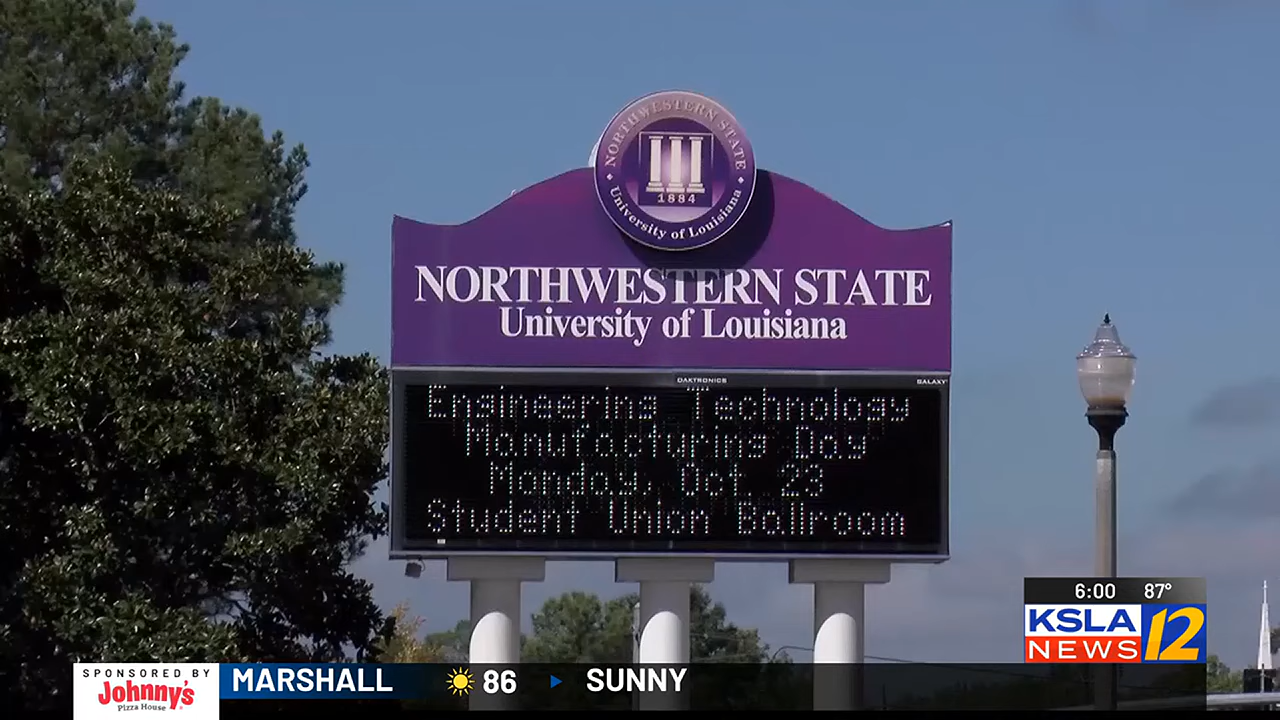 NORTHWESTERN STATE
III
1884
University of Louisiana
NORTHWESTERN STATE
University of Louisiana
DAKTRONICS
GALAXY
Engineering Technology
Manufacturing Day
Monday, Oct 23
Student Union Ballroom
6:00 87°
KSLA
NEWS 12
SPONSORED BY
Johnny's
Pizza House
MARSHALL 86 SUNNY